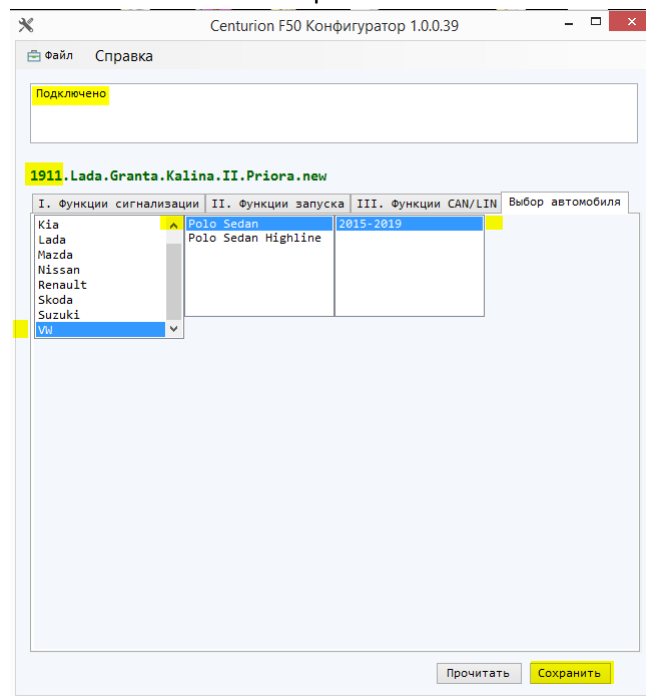 Centurion F50 Конфигуратор 1.0.0.39
Файл Справка
Подключено
1911.Lada.Granta.Kalina.II.Priora.new
I. Функции сигнализации II. Функции запуска III. Функции CAN/LIN Выбор автомобиля
Kia Polo Sedan 2015-2019
Lada Polo Sedan Highline
Mazda
Nissan
Renault
Skoda
Suzuki
VW
Прочитать Сохранить